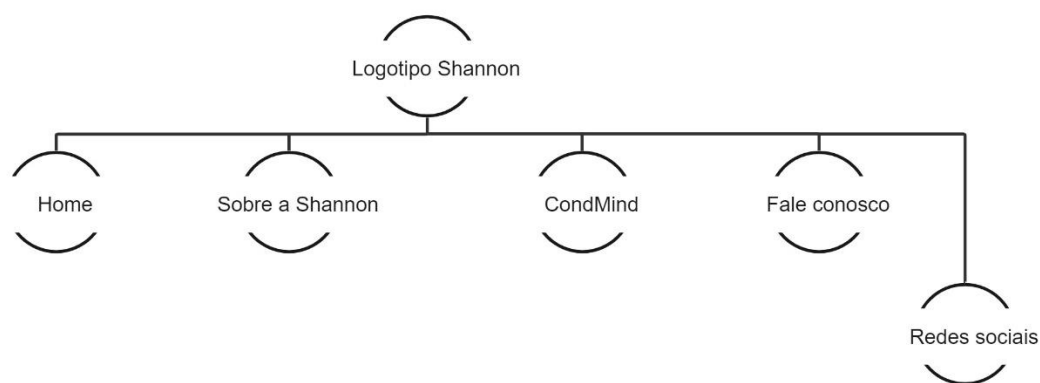 Logotipo Shannon
Home
Sobre a Shannon
CondMind
Fale conosco
Redes sociais